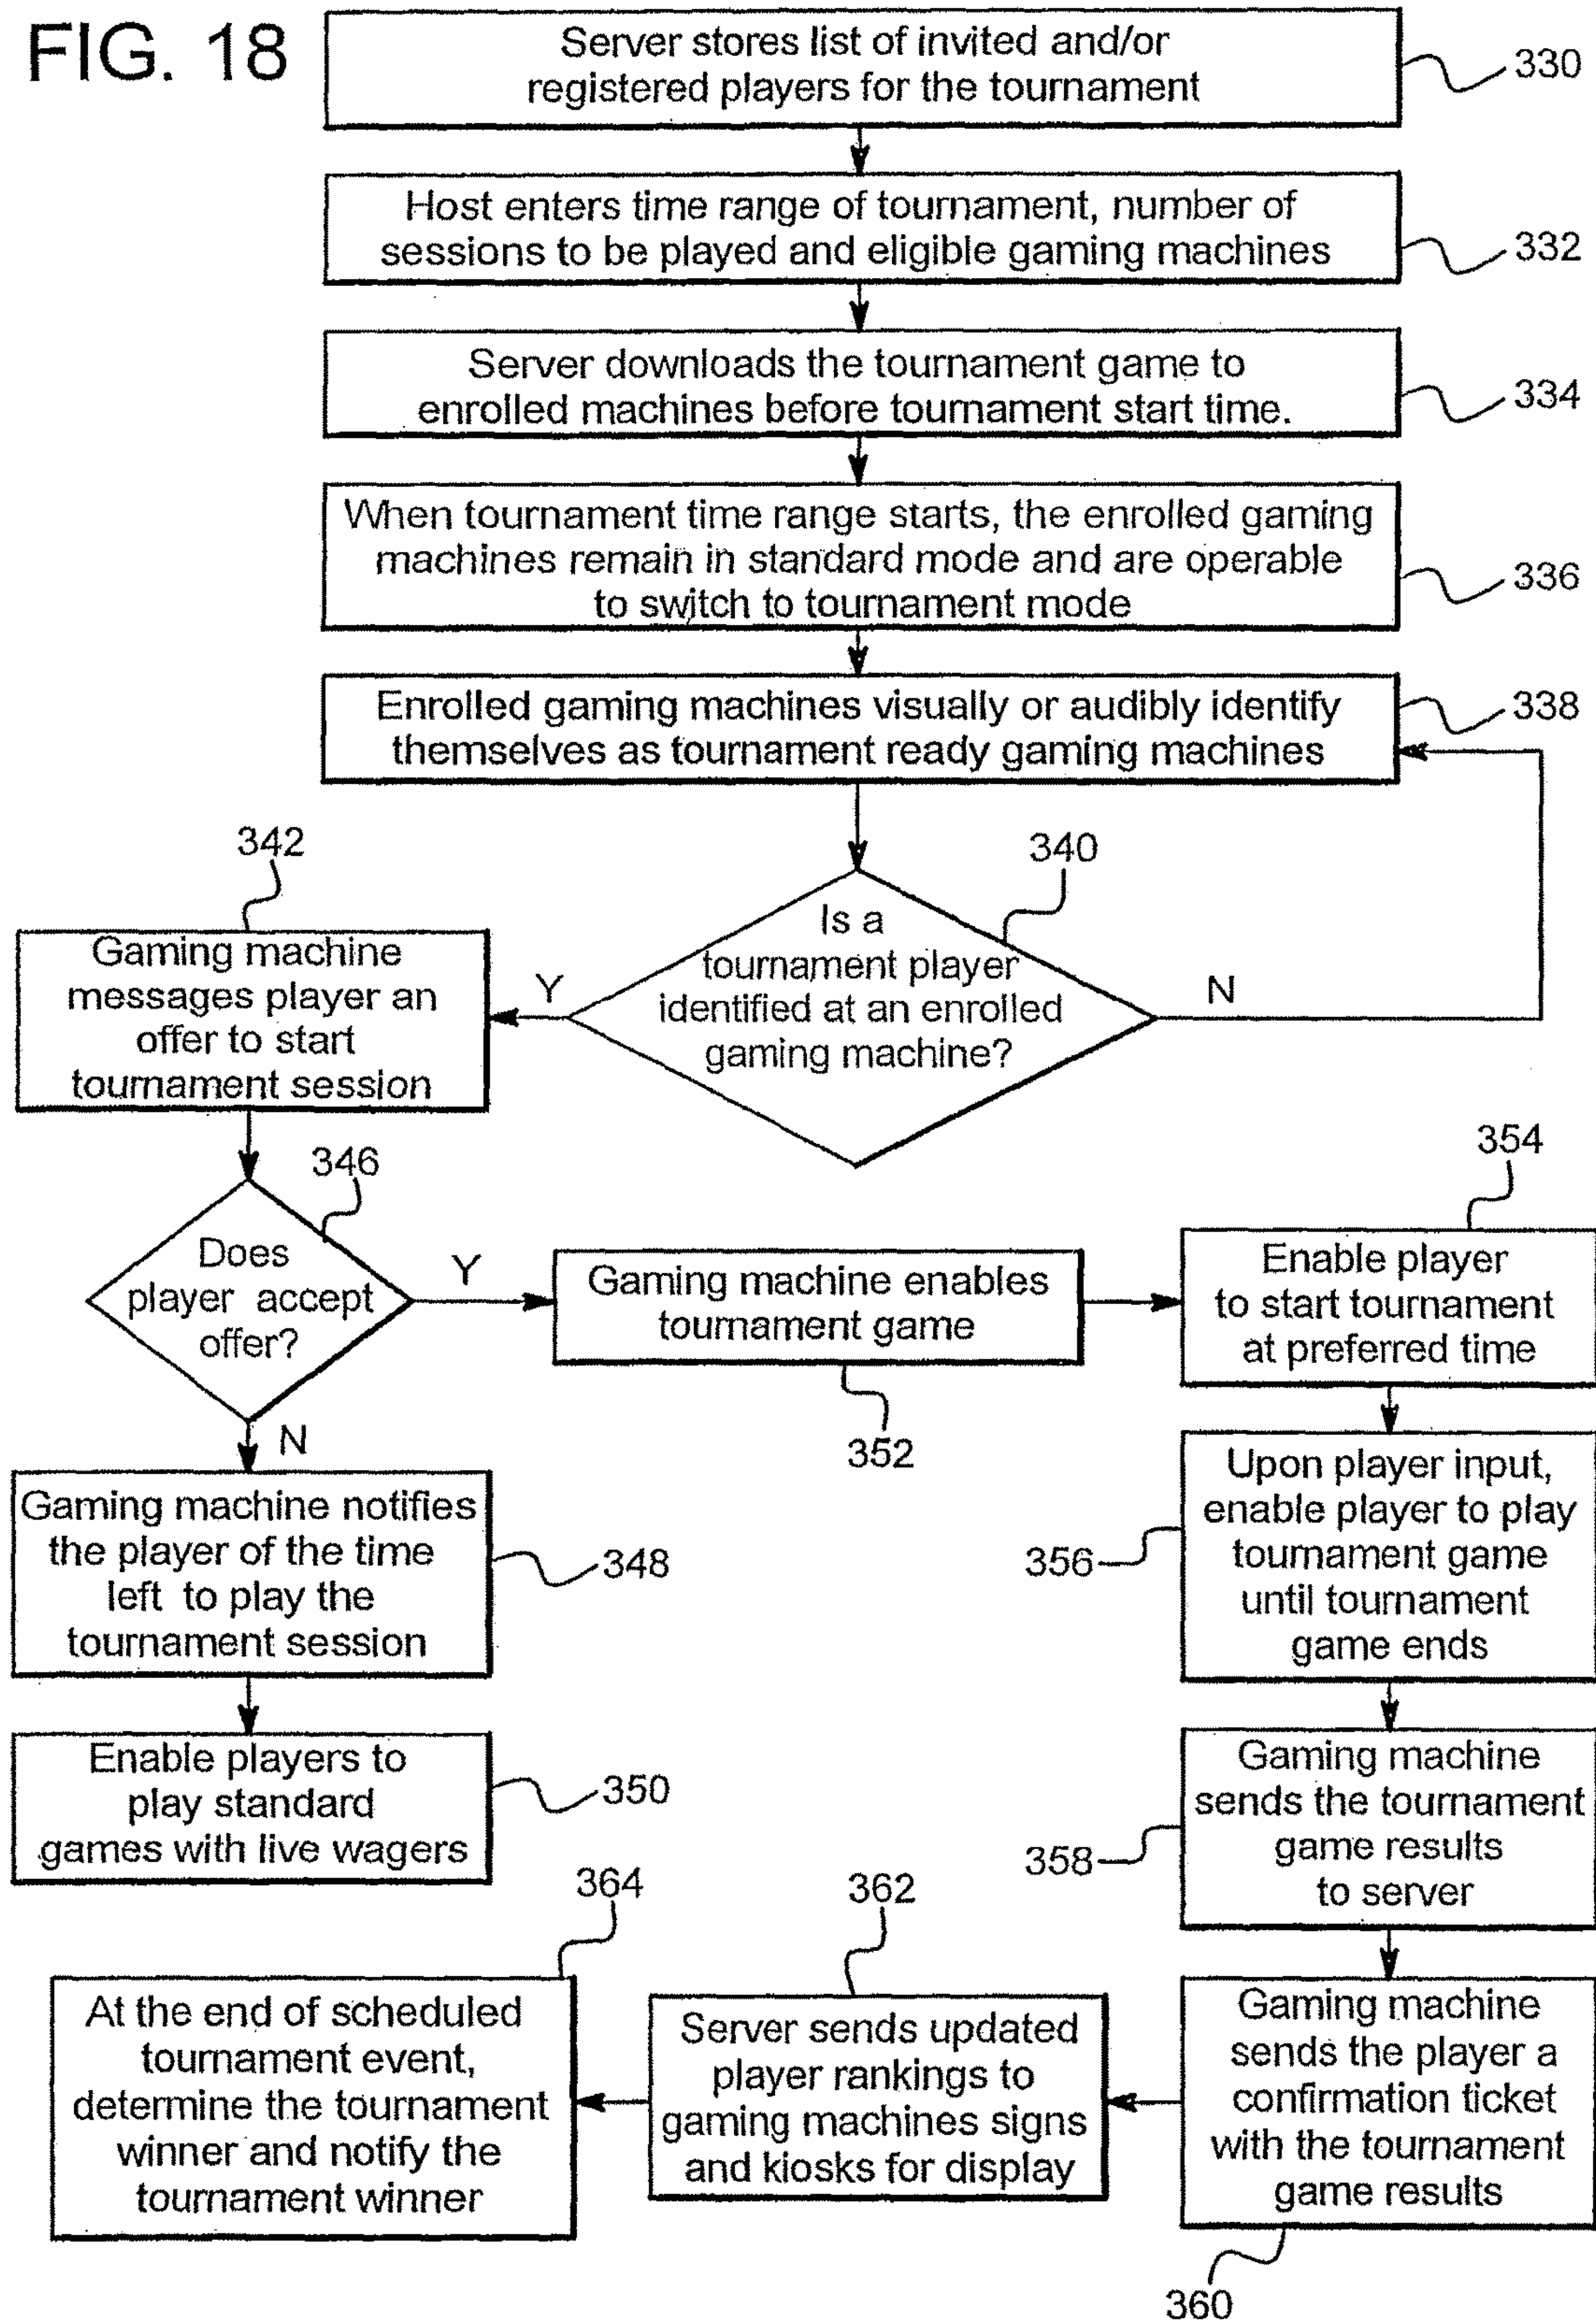 FIG. 18
Server stores list of invited and/or
registered players for the tournament
330
Host enters time range of tournament, number of
sessions to be played and eligible gaming machines
332
Server downloads the tournament game to
enrolled machines before tournament start time.
334
When tournament time range starts, the enrolled gaming
machines remain in standard mode and are operable
to switch to tournament mode
336
Enrolled gaming machines visually or audibly identify
themselves as tournament ready gaming machines
338
340
Is a
tournament player
identified at an enrolled
gaming machine?
Y
N
342
Gaming machine
messages player an
offer to start
tournament session
346
Does
player accept
offer?
Y
N
Gaming machine notifies
the player of the time
left to play the
tournament session
348
Enable players to
play standard
games with live wagers
350
Gaming machine enables
tournament game
352
354
Enable player
to start tournament
at preferred time
Upon player input,
enable player to play
tournament game
until tournament
game ends
356
Gaming machine
sends the tournament
game results
to server
358
Gaming machine
sends the player a
confirmation ticket
with the tournament
game results
360
362
Server sends updated
player rankings to
gaming machines signs
and kiosks for display
364
At the end of scheduled
tournament event,
determine the tournament
winner and notify the
tournament winner